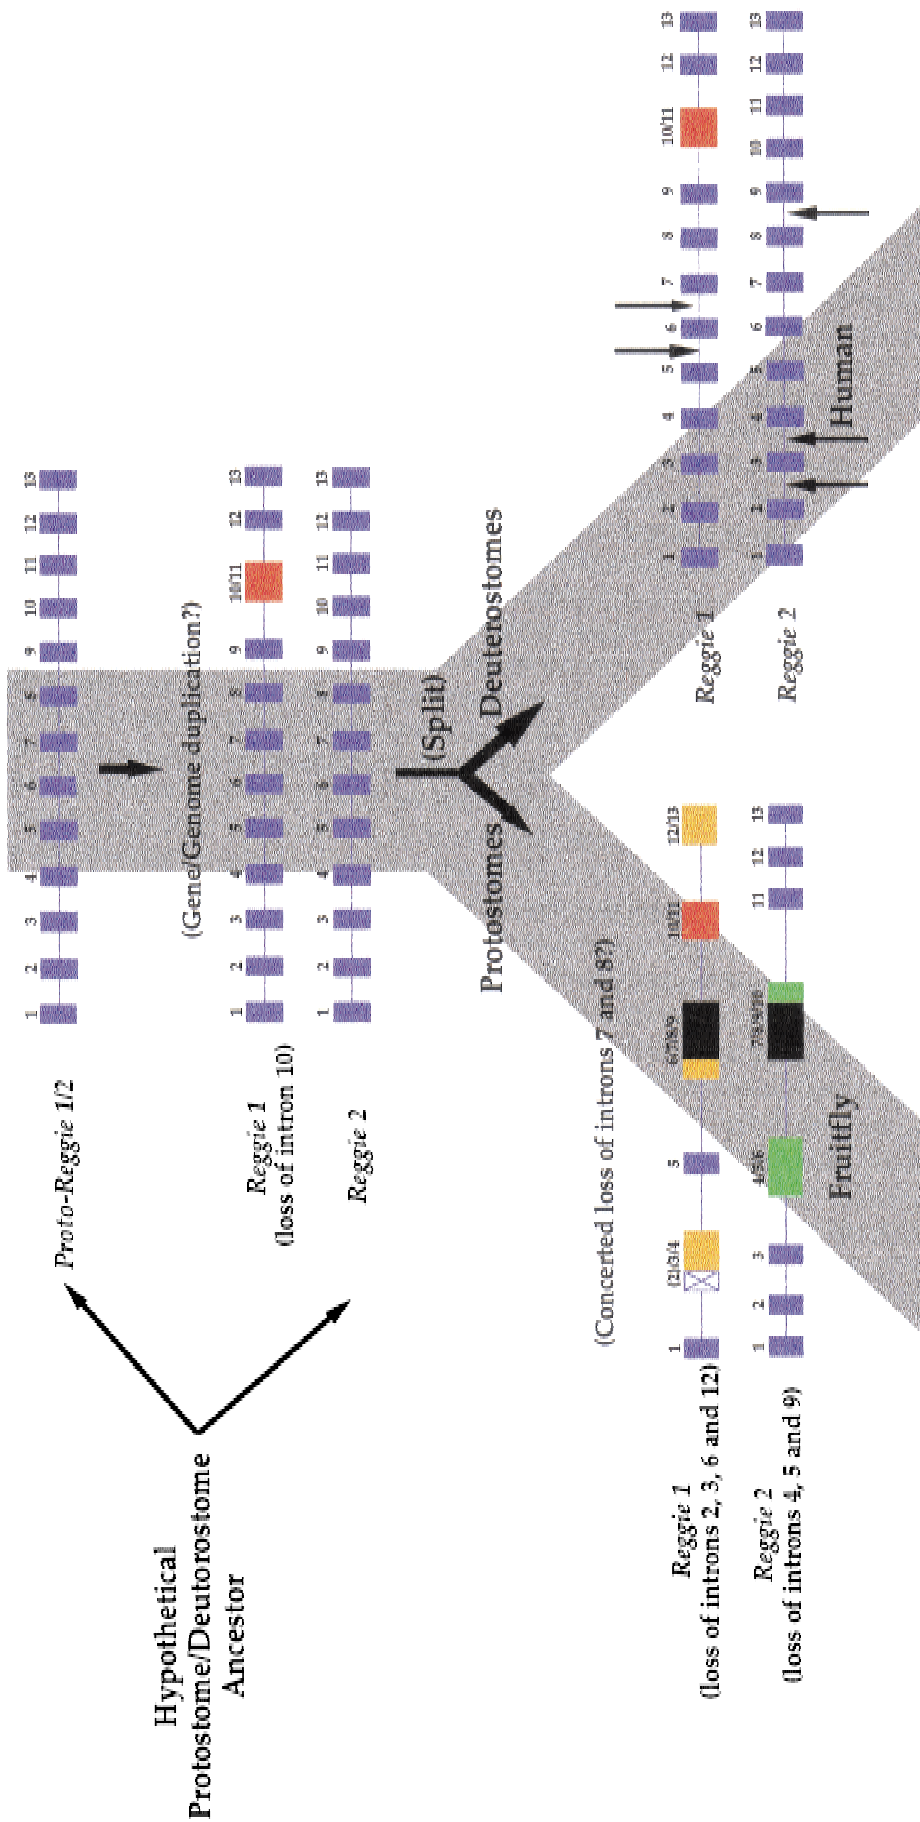 Hypothetical
Protostome/Deutorostome
Ancestor
Proto-Reggie 1/2
1 2 3 4 5 6 7 8 9 10 11 12 13
(Gene/Genome duplication?)
Reggie 1
(loss of intron 10)
1 2 3 4 5 6 7 8 9 10/11 12 13
Reggie 2
1 2 3 4 5 6 7 8 9 10 11 12 13
(Split)
Protostomes
Deuterostomes
(Concerted loss of introns 7 and 8?)
Reggie 1
(loss of introns 2, 3, 6 and 12)
1 (2)/3/4 5 6/7/8/9 10/11 12/13
Reggie 2
(loss of introns 4, 5 and 9)
1 2 3 4/5/6 7/8/9/10 11 12 13
Fruitfly
Reggie 1
1 2 3 4 5 6 7 8 9 10/11 12 13
Reggie 2
1 2 3 4 5 6 7 8 9 10 11 12 13
Human